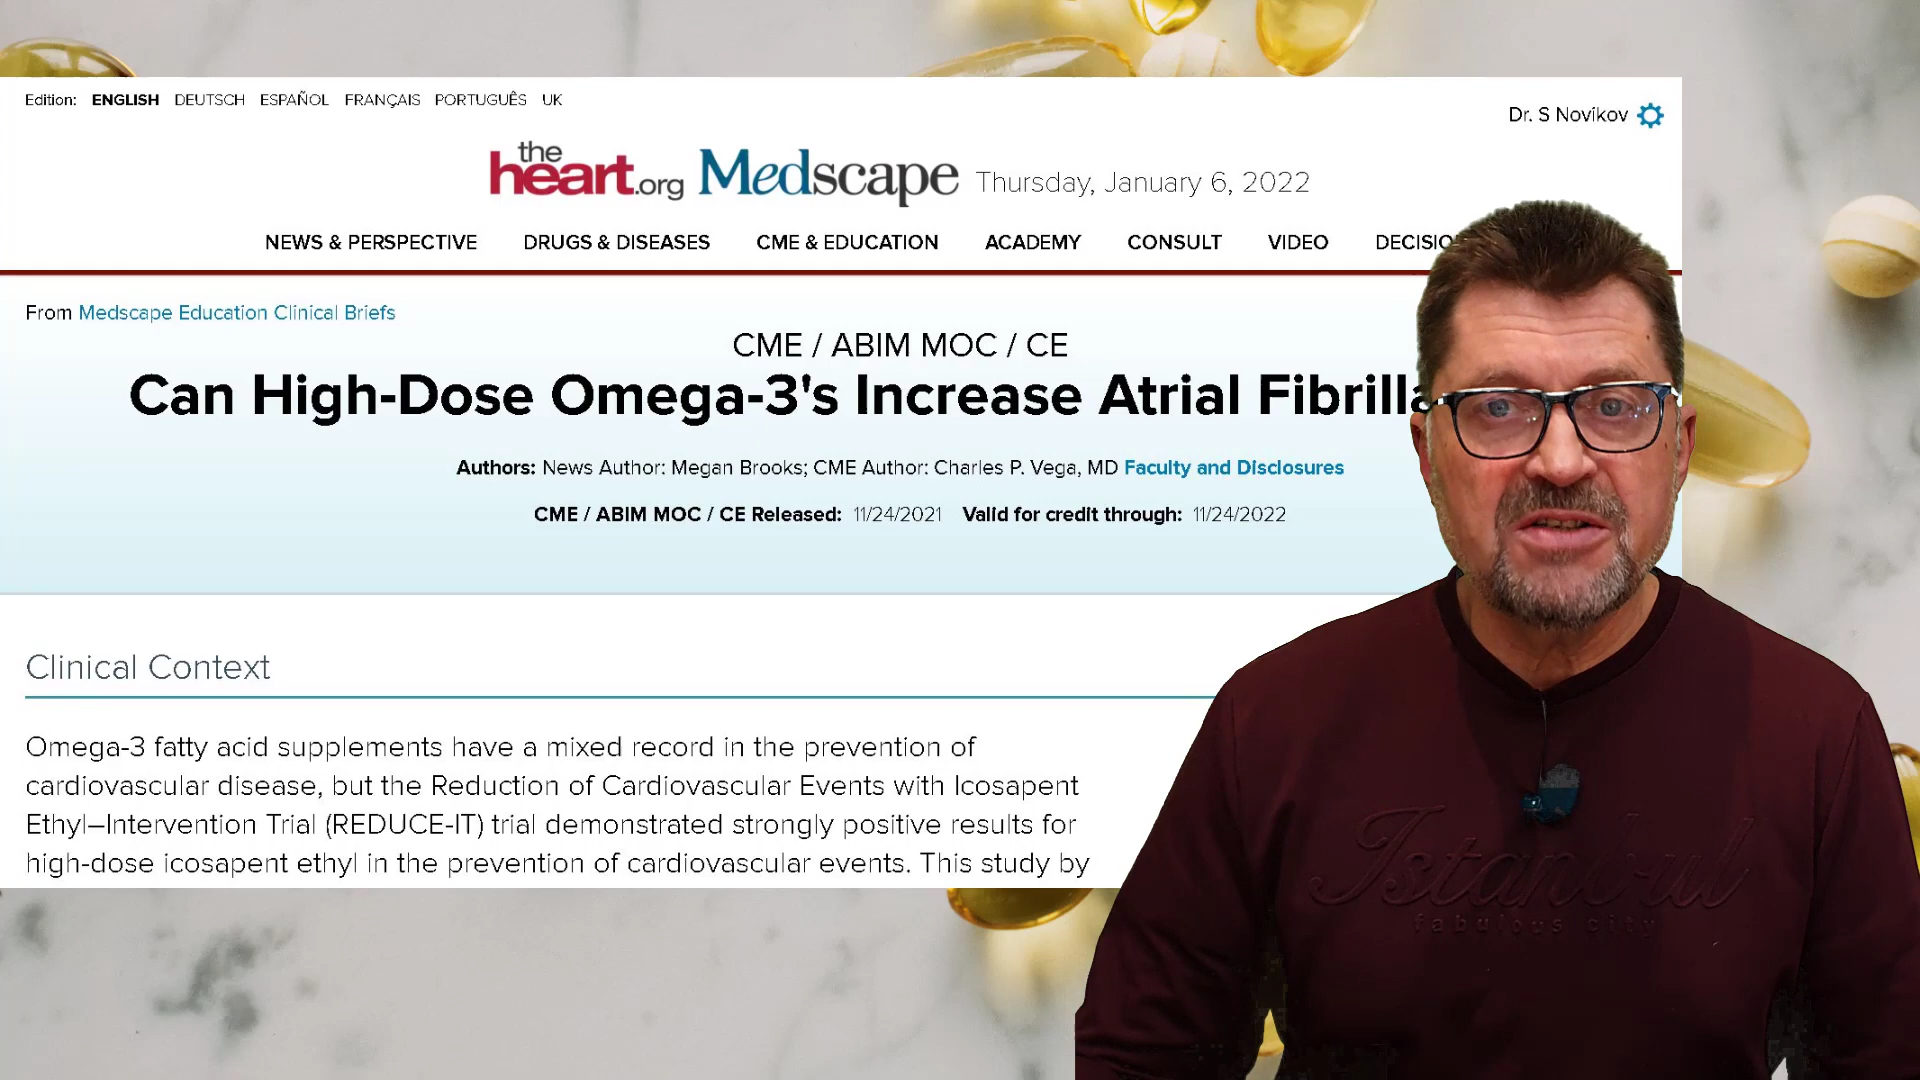 Edition: ENGLISH DEUTSCH ESPAÑOL FRANÇAIS PORTUGUÊS UK
Dr. S Novikov
the heart.org Medscape Thursday, January 6, 2022
NEWS & PERSPECTIVE DRUGS & DISEASES CME & EDUCATION ACADEMY CONSULT VIDEO DECISIO
From Medscape Education Clinical Briefs
CME / ABIM MOC / CE
Can High-Dose Omega-3's Increase Atrial Fibrilla
Authors: News Author: Megan Brooks; CME Author: Charles P. Vega, MD Faculty and Disclosures
CME / ABIM MOC / CE Released: 11/24/2021 Valid for credit through: 11/24/2022
Clinical Context
Omega-3 fatty acid supplements have a mixed record in the prevention of
cardiovascular disease, but the Reduction of Cardiovascular Events with Icosapent
Ethyl–Intervention Trial (REDUCE-IT) trial demonstrated strongly positive results for
high-dose icosapent ethyl in the prevention of cardiovascular events. This study by
Istanbul
fabulous city